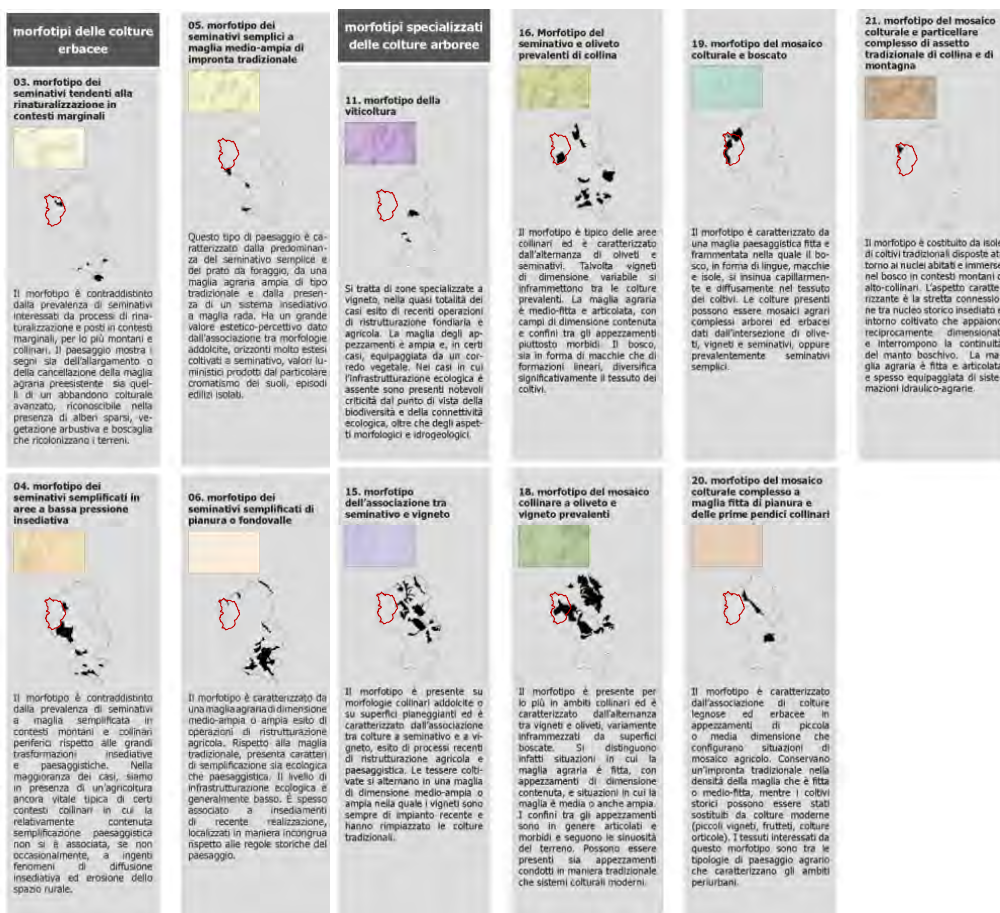 morfotipi delle colture
erbacee
03. morfotipo dei
seminativi tendenti alla
rinaturalizzazione in
contesti marginali
Il morfotipo è contraddistinto
dalla prevalenza di seminativi
interessati da processi di rina-
turalizzazione e posti in contesti
marginali, per lo più montani e
collinari. Il paesaggio mostra i
segni sia dell'allargamento o
della cancellazione della maglia
agraria preesistente sia quel-
li di un abbandono colturale
avanzato, riconoscibile nella
presenza di alberi sparsi, ve-
getazione arbustiva e boscaglia
che ricolonizzano i terreni.
05. morfotipo dei
seminativi semplici a
maglia medio-ampia di
impronta tradizionale
Questo tipo di paesaggio è ca-
ratterizzato dalla predominan-
za del seminativo semplice e
del prato da foraggio, da una
maglia agraria ampia di tipo
tradizionale e dalla presen-
za di un sistema insediativo
a maglia rada. Ha un grande
valore estetico-percettivo dato
dall'associazione tra morfologie
addolcite, orizzonti molto estesi
coltivati a seminativo, valori lu-
ministici prodotti dal particolare
cromatismo dei suoli, episodi
edilizi isolati.
morfotipi specializzati
delle colture arboree
11. morfotipo della
viticoltura
Si tratta di zone specializzate a
vigneto, nella quasi totalità dei
casi esito di recenti operazioni
di ristrutturazione fondiaria e
agricola. La maglia degli ap-
pezzamenti è ampia e, in certi
casi, equipaggiata da un cor-
redo vegetale. Nei casi in cui
l'infrastrutturazione ecologica è
assente sono presenti notevoli
criticità dal punto di vista della
biodiversità e della connettività
ecologica, oltre che degli aspet-
ti morfologici e idrogeologici.
16. Morfotipo del
seminativo e oliveto
prevalenti di collina
Il morfotipo è tipico delle aree
collinari ed è caratterizzato
dall'alternanza di oliveti e
seminativi. Talvolta vigneti
di dimensione variabile si
inframmettono tra le colture
prevalenti. La maglia agraria
è medio-fitta e articolata, con
campi di dimensione contenuta
e confini tra gli appezzamenti
piuttosto morbidi. Il bosco,
sia in forma di macchie che di
formazioni lineari, diversifica
significativamente il tessuto dei
coltivi.
19. morfotipo del mosaico
colturale e boscato
Il morfotipo è caratterizzato da
una maglia paesaggistica fitta e
frammentata nella quale il bo-
sco, in forma di lingue, macchie
e isole, si insinua capillarmen-
te e diffusamente nel tessuto
dei coltivi. Le colture presenti
possono essere mosaici agrari
complessi arborei ed erbacei
dati dall'intersezione di olive-
ti, vigneti e seminativi, oppure
prevalentemente seminativi
semplici.
21. morfotipo del mosaico
colturale e particellare
complesso di assetto
tradizionale di collina e di
montagna
Il morfotipo è costituito da isole
di coltivi tradizionali disposte at-
torno ai nuclei abitati e immerse
nel bosco in contesti montani o
alto-collinari. L'aspetto caratte-
rizzante è la stretta connessio-
ne tra nucleo storico insediato e
intorno coltivato che appaiono
reciprocamente dimensionati
e interrompono la continuità
del manto boschivo. La ma-
glia agraria è fitta e articolata
e spesso equipaggiata di siste-
mazioni idraulico-agrarie.
04. morfotipo dei
seminativi semplificati in
aree a bassa pressione
insediativa
Il morfotipo è contraddistinto
dalla prevalenza di seminativi
a maglia semplificata in
contesti montani e collinari
periferici rispetto alle grandi
trasformazioni insediative
e paesaggistiche. Nella
maggioranza dei casi, siamo
in presenza di un'agricoltura
ancora vitale tipica di certi
contesti collinari in cui la
relativamente contenuta
semplificazione paesaggistica
non si è associata, se non
occasionalmente, a ingenti
fenomeni di diffusione
insediativa ed erosione dello
spazio rurale.
06. morfotipo dei
seminativi semplificati di
pianura o fondovalle
Il morfotipo è caratterizzato da
una maglia agraria di dimensione
medio-ampia o ampia esito di
operazioni di ristrutturazione
agricola. Rispetto alla maglia
tradizionale, presenta caratteri
di semplificazione sia ecologica
che paesaggistica. Il livello di
infrastrutturazione ecologica è
generalmente basso. È spesso
associato a insediamenti
di recente realizzazione,
localizzati in maniera incongrua
rispetto alle regole storiche del
paesaggio.
15. morfotipo
dell'associazione tra
seminativo e vigneto
Il morfotipo è presente su
morfologie collinari addolcite o
su superfici pianeggianti ed è
caratterizzato dall'associazione
tra colture a seminativo e a vi-
gneto, esito di processi recenti
di ristrutturazione agricola e
paesaggistica. Le tessere colti-
vate si alternano in una maglia
di dimensione medio-ampia o
ampia nella quale i vigneti sono
sempre di impianto recente e
hanno rimpiazzato le colture
tradizionali.
18. morfotipo del mosaico
collinare a oliveto e
vigneto prevalenti
Il morfotipo è presente per
lo più in ambiti collinari ed è
caratterizzato dall'alternanza
tra vigneti e oliveti, variamente
inframmezzati da superfici
boscate. Si distinguono
infatti situazioni in cui la
maglia agraria è fitta, con
appezzamenti di dimensione
contenuta, e situazioni in cui la
maglia è media o anche ampia.
I confini tra gli appezzamenti
sono in genere articolati e
morbidi e seguono le sinuosità
del terreno. Possono essere
presenti sia appezzamenti
condotti in maniera tradizionale
che sistemi colturali moderni.
20. morfotipo del mosaico
colturale complesso a
maglia fitta di pianura e
delle prime pendici collinari
Il morfotipo è caratterizzato
dall'associazione di colture
legnose ed erbacee in
appezzamenti di piccola
o media dimensione che
configurano situazioni di
mosaico agricolo. Conservano
un'impronta tradizionale nella
densità della maglia che è fitta
o medio-fitta, mentre i coltivi
storici possono essere stati
sostituiti da colture moderne
(piccoli vigneti, frutteti, colture
orticole). I tessuti interessati da
questo morfotipo sono tra le
tipologie di paesaggio agrario
che caratterizzano gli ambiti
periurbani.